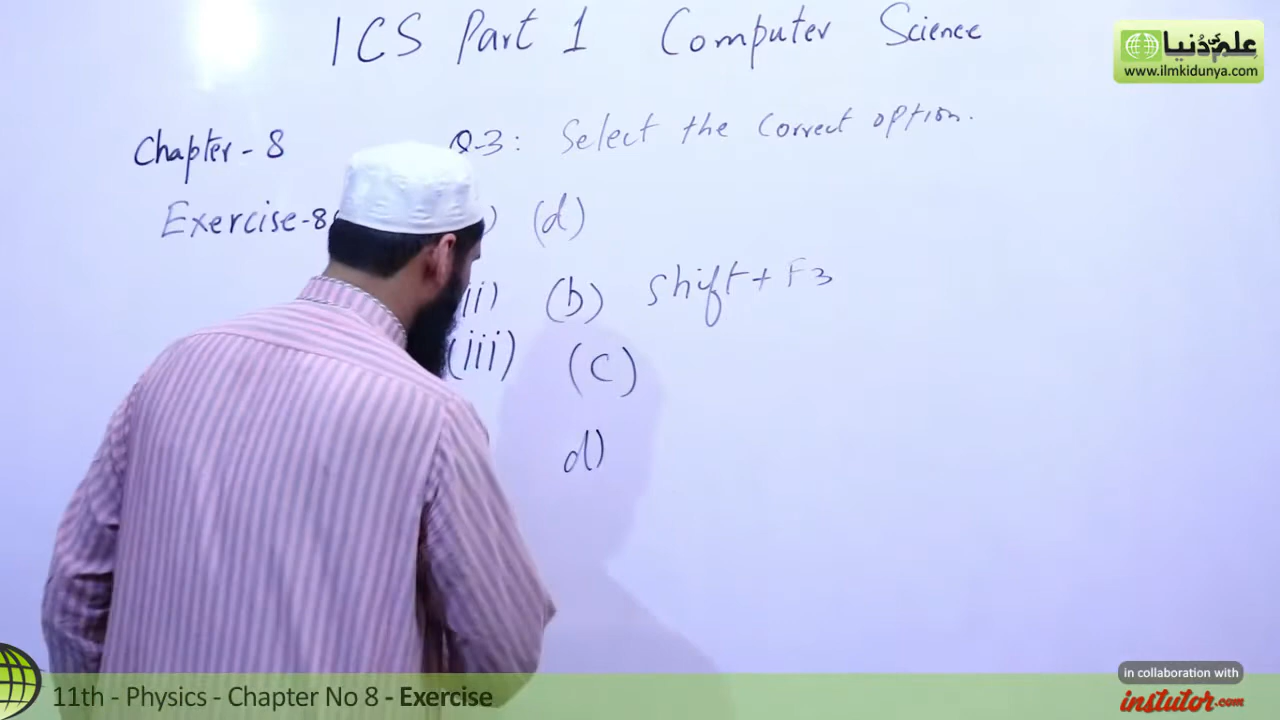 ICS Part 1 Computer Science
علم کی دُنیا
www.ilmkidunya.com
Chapter - 8 Q-3: Select the Correct option.
Exercise-8 ) (d)
ii) (b) Shift + F3
(iii) (c)
d)
in collaboration with
11th - Physics - Chapter No 8 - Exercise
instutor.com